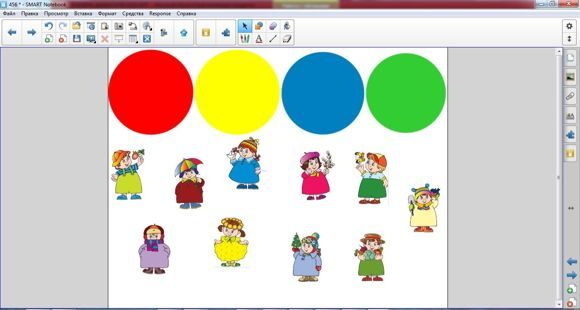 456 * - SMART Notebook
Файл Правка Просмотр Вставка Формат Средства Response Справка